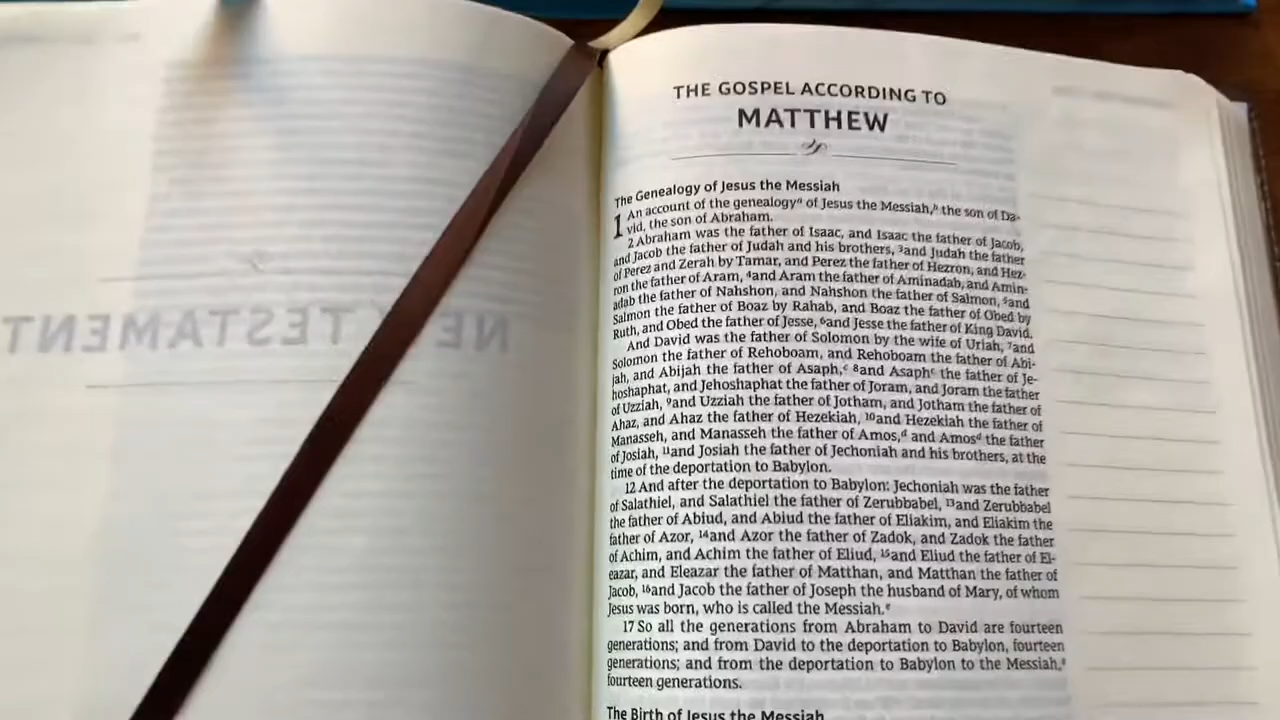 NEW TESTAMENT
THE GOSPEL ACCORDING TO
MATTHEW
The Genealogy of Jesus the Messiah
1 An account of the genealogyᵃ of Jesus the Messiah,ᵇ the son of Da-
vid, the son of Abraham.
2 Abraham was the father of Isaac, and Isaac the father of Jacob,
and Jacob the father of Judah and his brothers, ³and Judah the father
of Perez and Zerah by Tamar, and Perez the father of Hezron, and Hez-
ron the father of Aram, ⁴and Aram the father of Aminadab, and Amin-
adab the father of Nahshon, and Nahshon the father of Salmon, ⁵and
Salmon the father of Boaz by Rahab, and Boaz the father of Obed by
Ruth, and Obed the father of Jesse, ⁶and Jesse the father of King David.
And David was the father of Solomon by the wife of Uriah, ⁷and
Solomon the father of Rehoboam, and Rehoboam the father of Abi-
jah, and Abijah the father of Asaph,ᶜ ⁸and Asaphᶜ the father of Je-
hoshaphat, and Jehoshaphat the father of Joram, and Joram the father
of Uzziah, ⁹and Uzziah the father of Jotham, and Jotham the father of
Ahaz, and Ahaz the father of Hezekiah, ¹⁰and Hezekiah the father of
Manasseh, and Manasseh the father of Amos,ᵈ and Amosᵈ the father
of Josiah, ¹¹and Josiah the father of Jechoniah and his brothers, at the
time of the deportation to Babylon.
12 And after the deportation to Babylon: Jechoniah was the father
of Salathiel, and Salathiel the father of Zerubbabel, ¹³and Zerubbabel
the father of Abiud, and Abiud the father of Eliakim, and Eliakim the
father of Azor, ¹⁴and Azor the father of Zadok, and Zadok the father
of Achim, and Achim the father of Eliud, ¹⁵and Eliud the father of El-
eazar, and Eleazar the father of Matthan, and Matthan the father of
Jacob, ¹⁶and Jacob the father of Joseph the husband of Mary, of whom
Jesus was born, who is called the Messiah.ᵉ
17 So all the generations from Abraham to David are fourteen
generations; and from David to the deportation to Babylon, fourteen
generations; and from the deportation to Babylon to the Messiah,ᵉ
fourteen generations.
The Birth of Jesus the Messiah